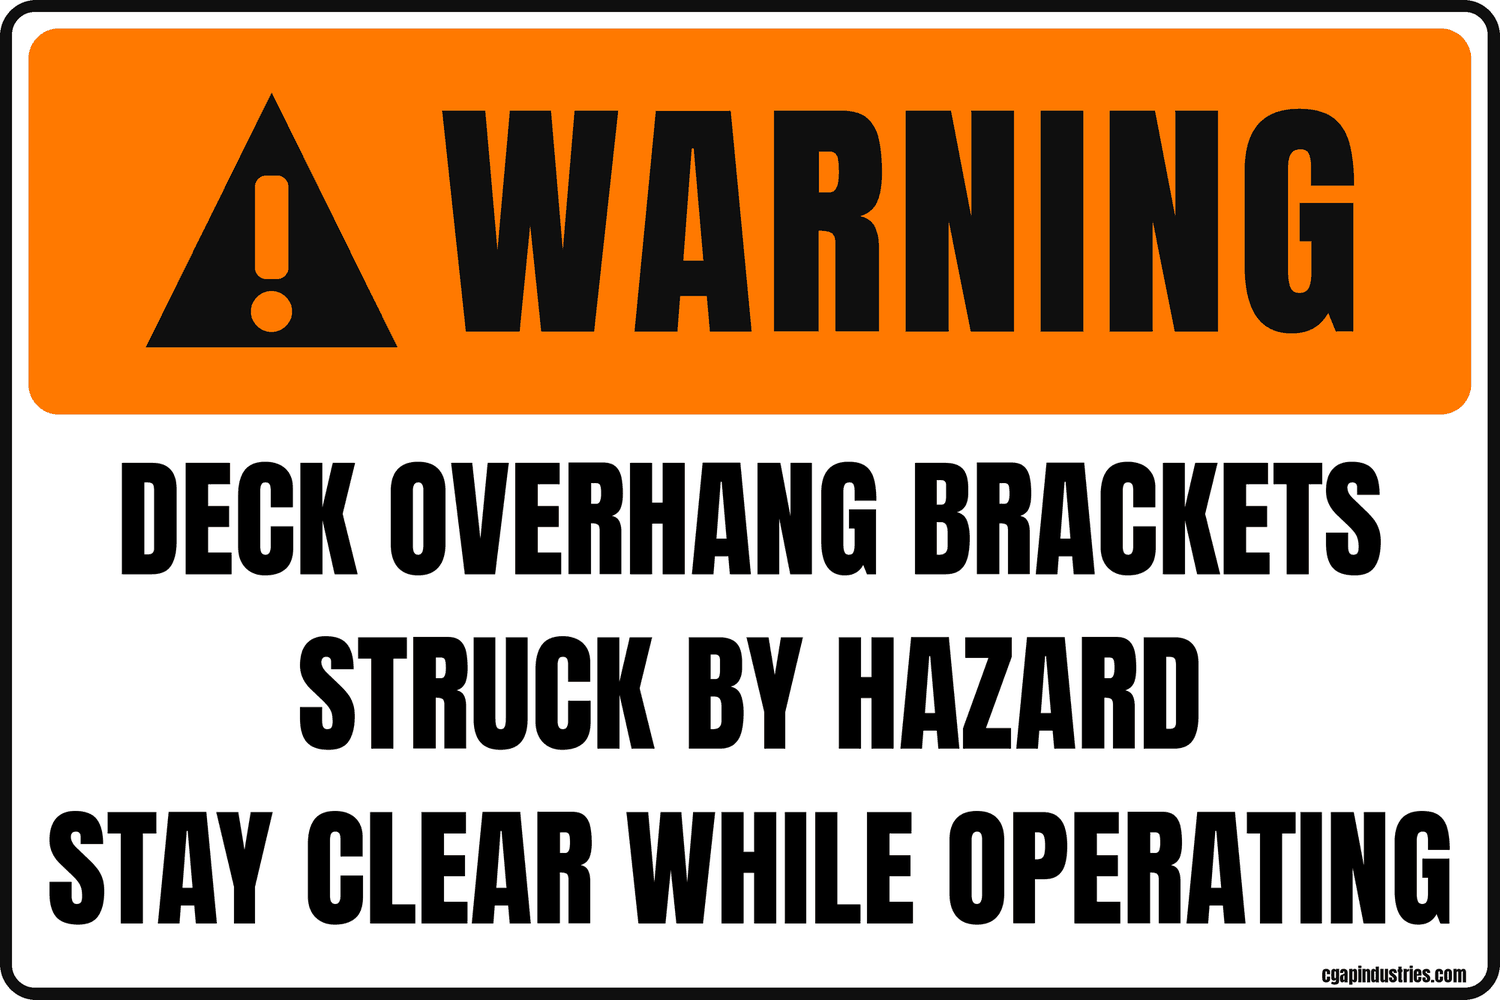 WARNING
DECK OVERHANG BRACKETS
STRUCK BY HAZARD
STAY CLEAR WHILE OPERATING
cgapindustries.com